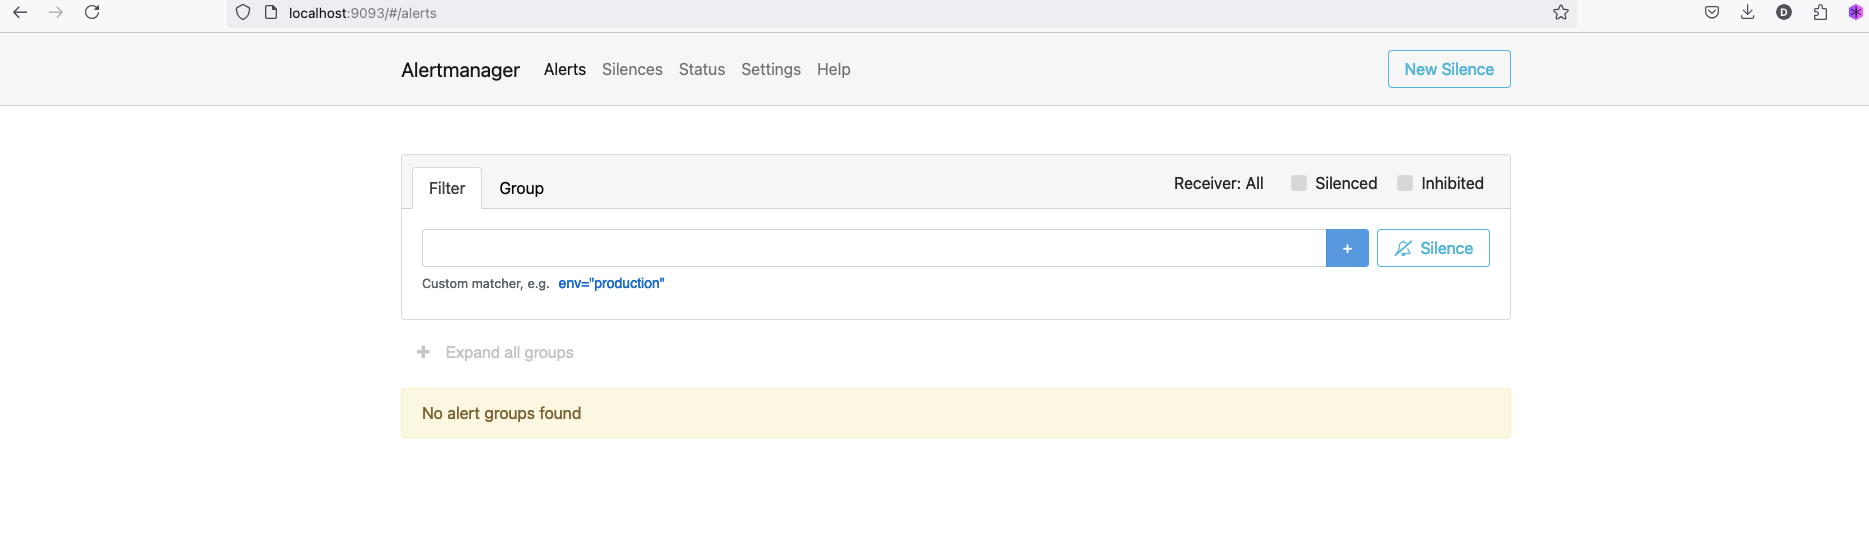 localhost:9093/#/alerts
D
Alertmanager Alerts Silences Status Settings Help New Silence
Filter Group Receiver: All Silenced Inhibited
+ Silence
Custom matcher, e.g. env="production"
+ Expand all groups
No alert groups found